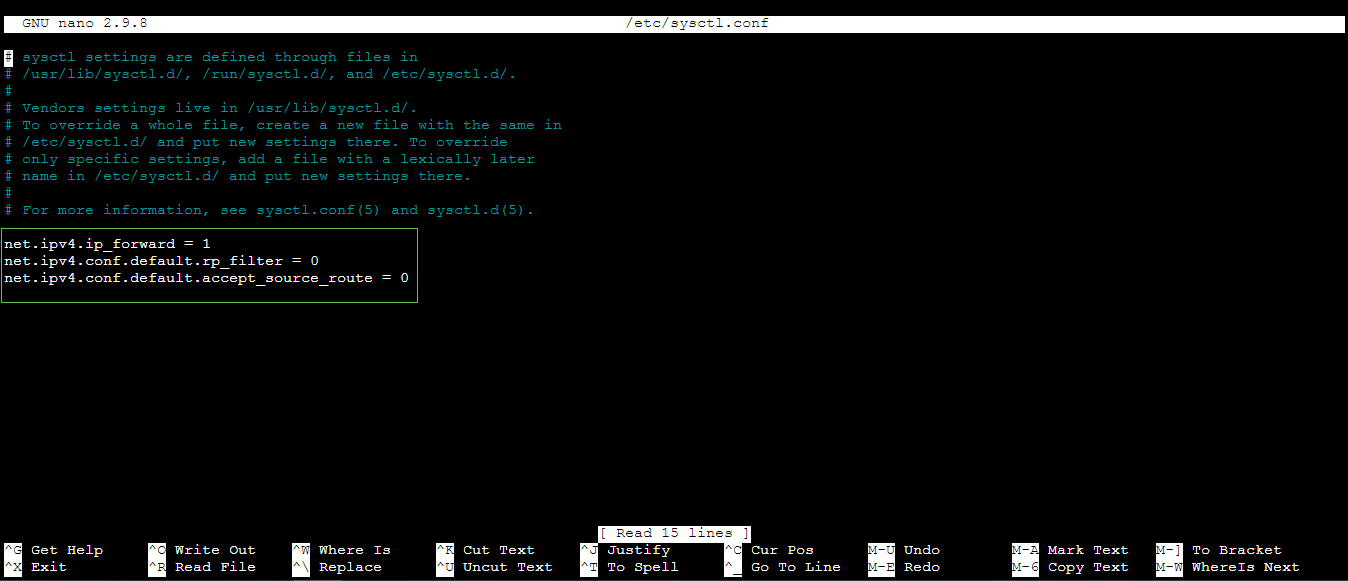 GNU nano 2.9.8 /etc/sysctl.conf
# sysctl settings are defined through files in
# /usr/lib/sysctl.d/, /run/sysctl.d/, and /etc/sysctl.d/.
#
# Vendors settings live in /usr/lib/sysctl.d/.
# To override a whole file, create a new file with the same in
# /etc/sysctl.d/ and put new settings there. To override
# only specific settings, add a file with a lexically later
# name in /etc/sysctl.d/ and put new settings there.
#
# For more information, see sysctl.conf(5) and sysctl.d(5).
net.ipv4.ip_forward = 1
net.ipv4.conf.default.rp_filter = 0
net.ipv4.conf.default.accept_source_route = 0
[ Read 15 lines ]
^G Get Help ^O Write Out ^W Where Is ^K Cut Text ^J Justify ^C Cur Pos M-U Undo M-A Mark Text M-] To Bracket
^X Exit ^R Read File ^\ Replace ^U Uncut Text ^T To Spell ^_ Go To Line M-E Redo M-6 Copy Text M-W WhereIs Next